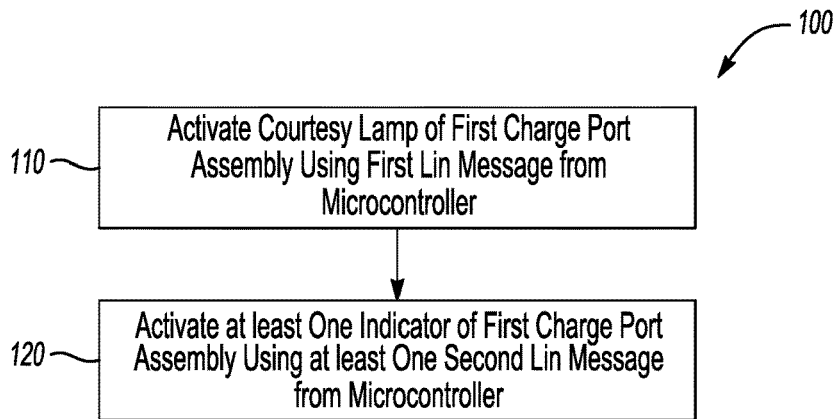 100
110
Activate Courtesy Lamp of First Charge Port
Assembly Using First Lin Message from
Microcontroller
120
Activate at least One Indicator of First Charge Port
Assembly Using at least One Second Lin Message
from Microcontroller